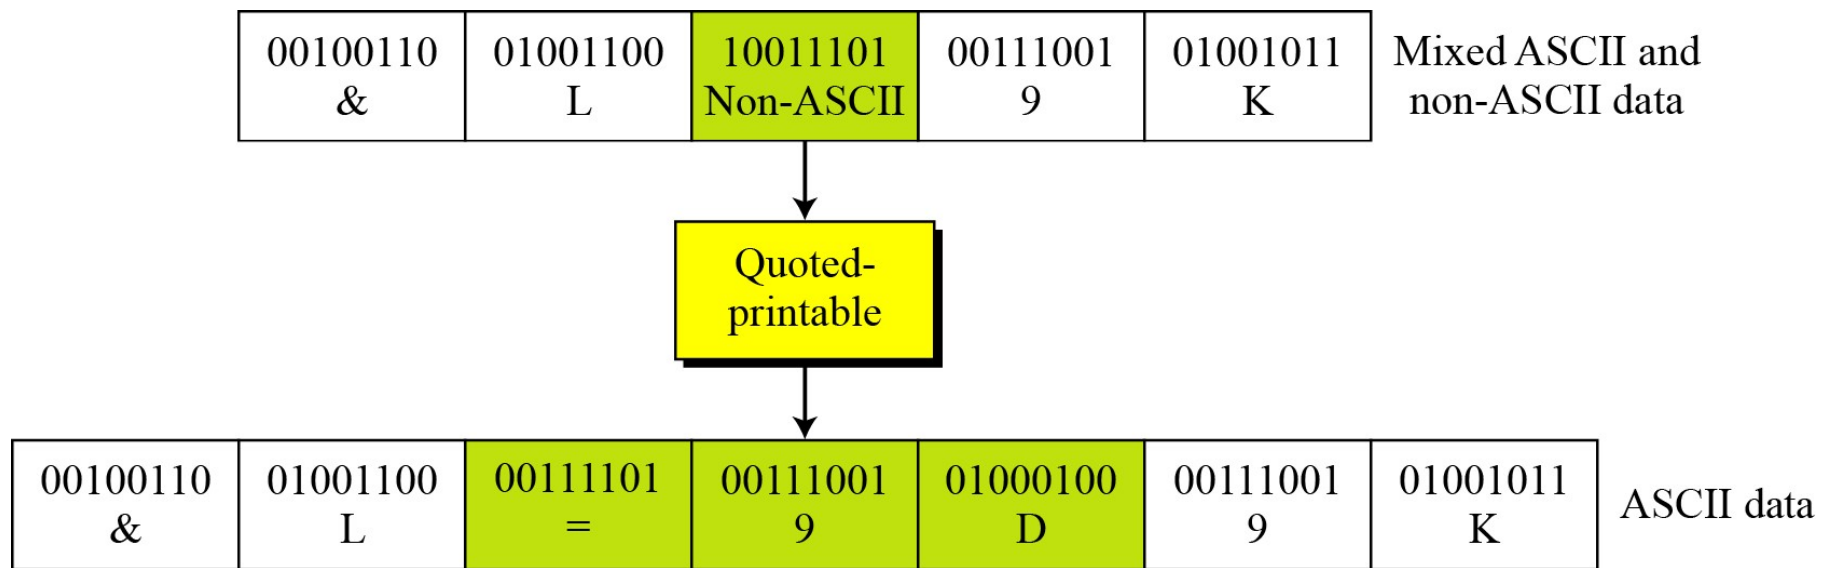 00100110 01001100 10011101 00111001 01001011 Mixed ASCII and
& L Non-ASCII 9 K non-ASCII data
Quoted-
printable
00100110 01001100 00111101 00111001 01000100 00111001 01001011 ASCII data
& L = 9 D 9 K